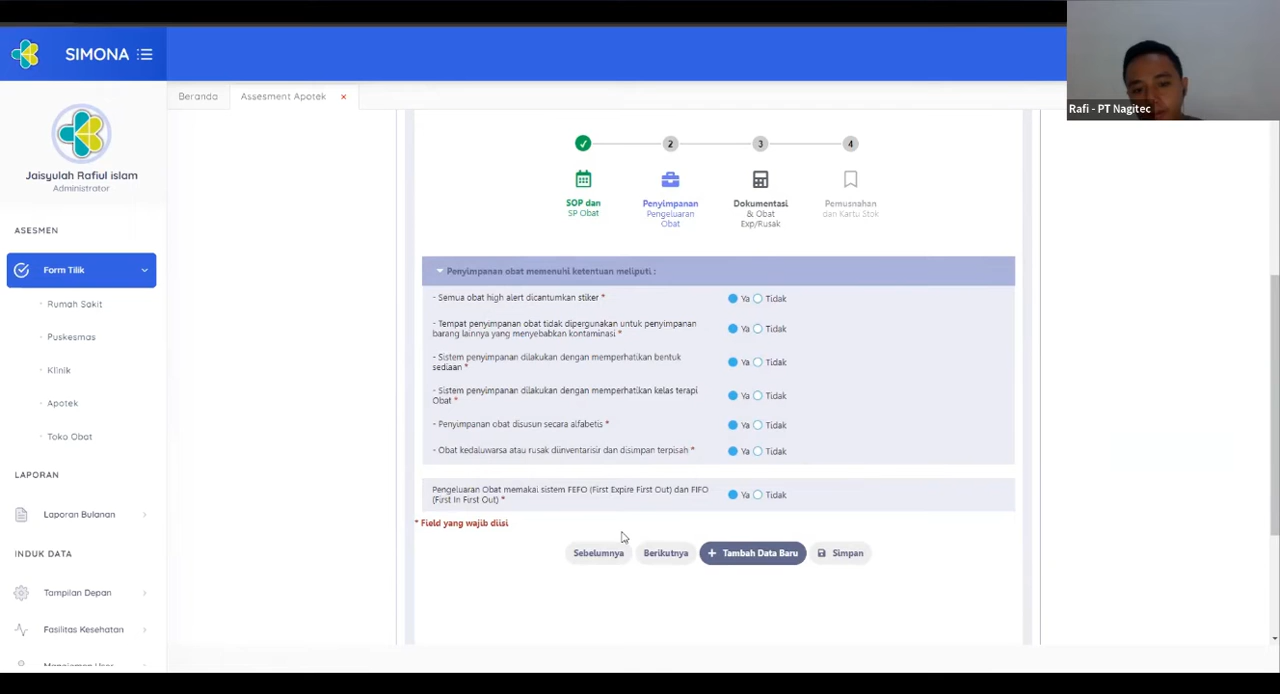 SIMONA
Rafi - PT Nagitec
Beranda
Assesment Apotek
Jaisyulah Rafiul islam
Administrator
ASESMEN
Form Tilik
Rumah Sakit
Puskesmas
Klinik
Apotek
Toko Obat
LAPORAN
Laporan Bulanan
INDUK DATA
Tampilan Depan
Fasilitas Kesehatan
Manajemen User
2
3
4
SOP dan
SP Obat
Penyimpanan
Pengeluaran
Obat
Dokumentasi
& Obat
Exp/Rusak
Pemusnahan
dan Kartu Stok
Penyimpanan obat memenuhi ketentuan meliputi :
- Semua obat high alert dicantumkan stiker * Ya Tidak
- Tempat penyimpanan obat tidak dipergunakan untuk penyimpanan
barang lainnya yang menyebabkan kontaminasi * Ya Tidak
- Sistem penyimpanan dilakukan dengan memperhatikan bentuk
sediaan * Ya Tidak
- Sistem penyimpanan dilakukan dengan memperhatikan kelas terapi
Obat * Ya Tidak
- Penyimpanan obat disusun secara alfabetis * Ya Tidak
- Obat kedaluwarsa atau rusak diinventarisir dan disimpan terpisah * Ya Tidak
Pengeluaran Obat memakai sistem FEFO (First Expire First Out) dan FIFO
(First In First Out) * Ya Tidak
* Field yang wajib diisi
Sebelumnya
Berikutnya
+ Tambah Data Baru
Simpan